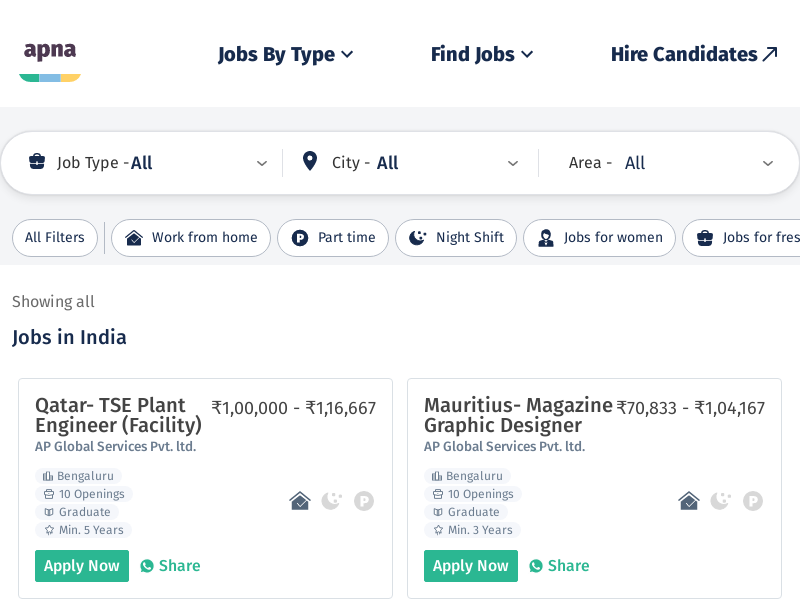 apna
Jobs By Type
Find Jobs
Hire Candidates
Job Type - All
City - All
Area - All
All Filters
Work from home
Part time
Night Shift
Jobs for women
Jobs for fres
Showing all
Jobs in India
Qatar- TSE Plant
Engineer (Facility)
₹1,00,000 - ₹1,16,667
AP Global Services Pvt. ltd.
Bengaluru
10 Openings
Graduate
Min. 5 Years
P
Apply Now
Share
Mauritius- Magazine
Graphic Designer
₹70,833 - ₹1,04,167
AP Global Services Pvt. ltd.
Bengaluru
10 Openings
Graduate
Min. 3 Years
P
Apply Now
Share